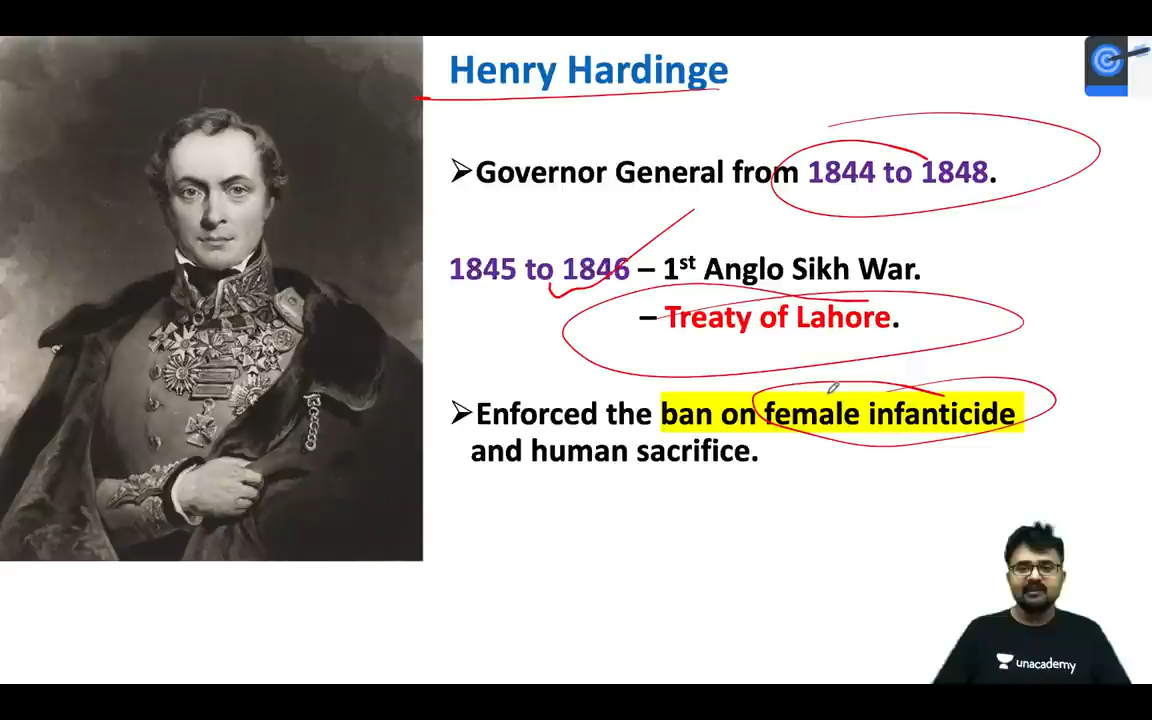 Henry Hardinge
➢Governor General from 1844 to 1848.
1845 to 1846 – 1st Anglo Sikh War.
– Treaty of Lahore.
➢Enforced the ban on female infanticide
and human sacrifice.
unacademy